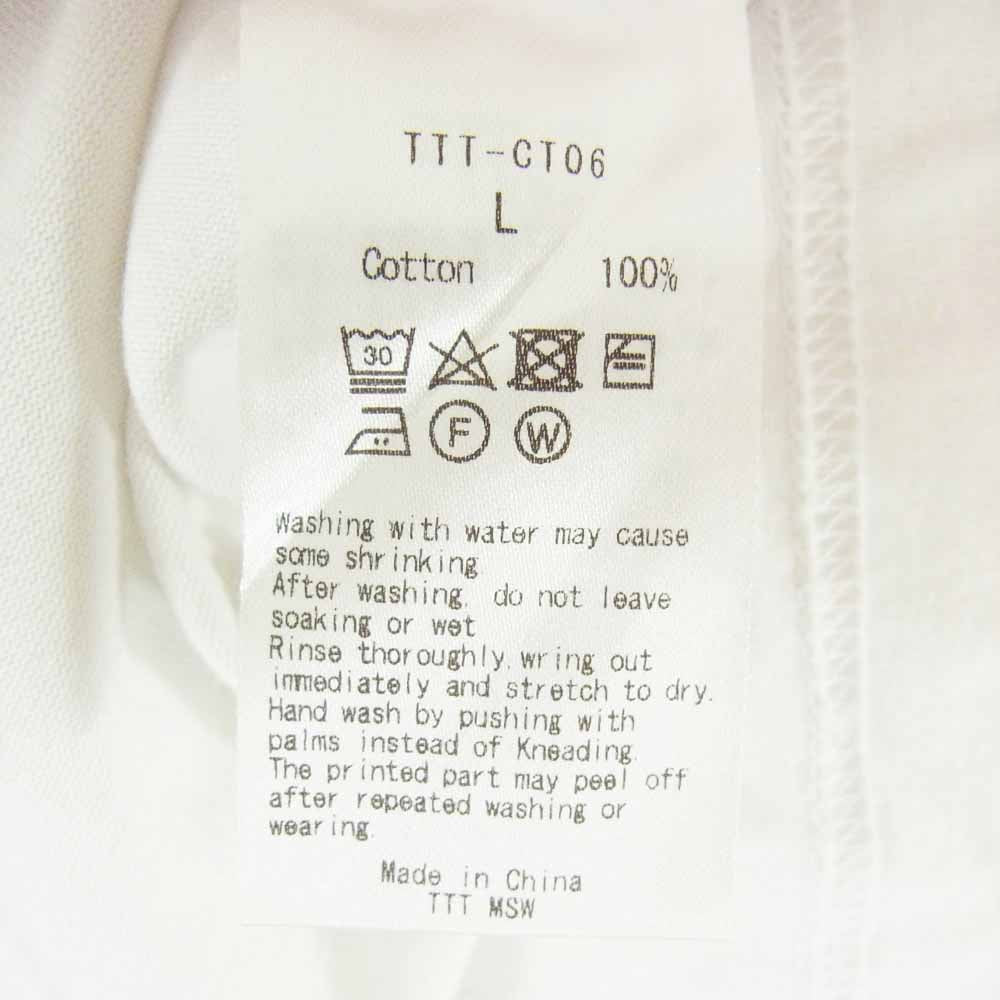 TTT-CT06
L
Cotton 100%
30
F W
Washing with water may cause
some shrinking
After washing, do not leave
soaking or wet
Rinse thoroughly.wring out
immediately and stretch to dry.
Hand wash by pushing with
palms instead of Kneading.
The printed part may peel off
after repeated washing or
wearing.
Made in China
TTT MSW